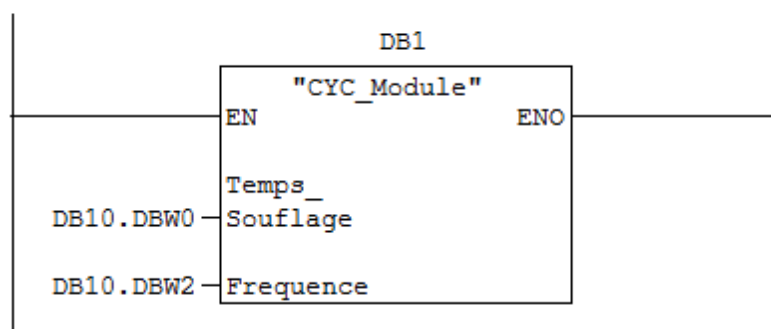 DB1
"CYC_Module"
EN ENO
Temps_
DB10.DBW0 Souflage
DB10.DBW2 Frequence